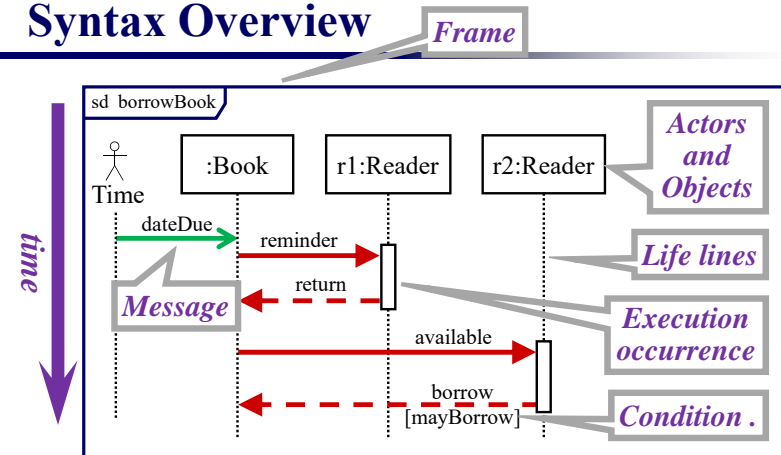 Syntax Overview
Frame
sd borrowBook
Actors
and
Objects
:Book
r1:Reader
r2:Reader
Time
dateDue
reminder
time
Life lines
return
Message
Execution
occurrence
available
borrow
[mayBorrow]
Condition .